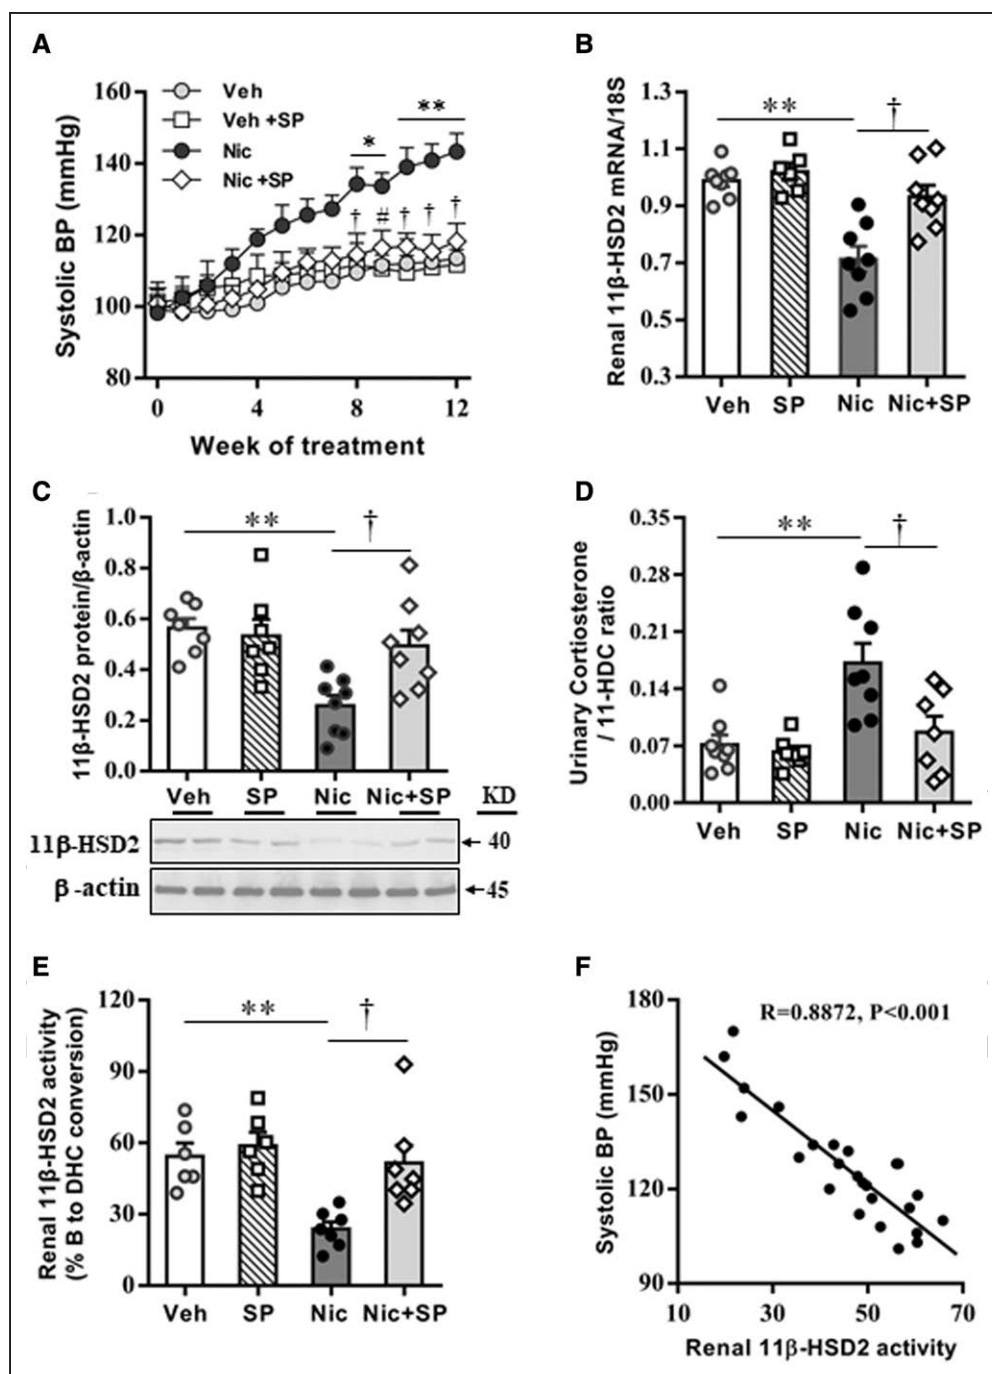 A
Systolic BP (mmHg)
160
140
120
100
80
Veh
Veh +SP
Nic
Nic +SP
*
**
† # † † †
0 4 8 12
Week of treatment
B
Renal 11β-HSD2 mRNA/18S
1.3
1.1
0.9
0.7
0.5
0.3
** †
Veh SP Nic Nic+SP
C
11β-HSD2 protein/β-actin
1.0
0.8
0.6
0.4
0.2
0.0
** †
Veh SP Nic Nic+SP KD
11β-HSD2 40
β-actin 45
D
Urinary Cortiosterone
/ 11-HDC ratio
0.35
0.28
0.21
0.14
0.07
0.00
** †
Veh SP Nic Nic+SP
E
Renal 11β-HSD2 activity
(% B to DHC conversion)
120
90
60
30
0
** †
Veh SP Nic Nic+SP
F
Systolic BP (mmHg)
180
150
120
90
R=0.8872, P<0.001
10 30 50 70
Renal 11β-HSD2 activity